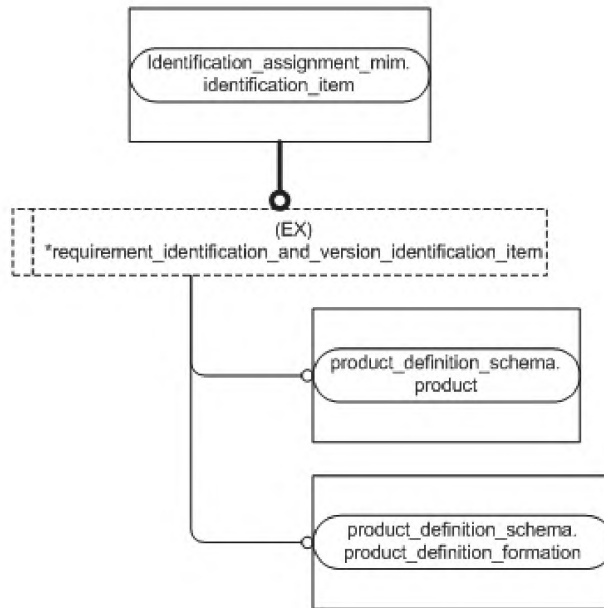 Identification_assignment_mim.
identification_item
(EX)
*requirement_identification_and_version_identification_item
product_definition_schema.
product
product_definition_schema.
product_definition_formation